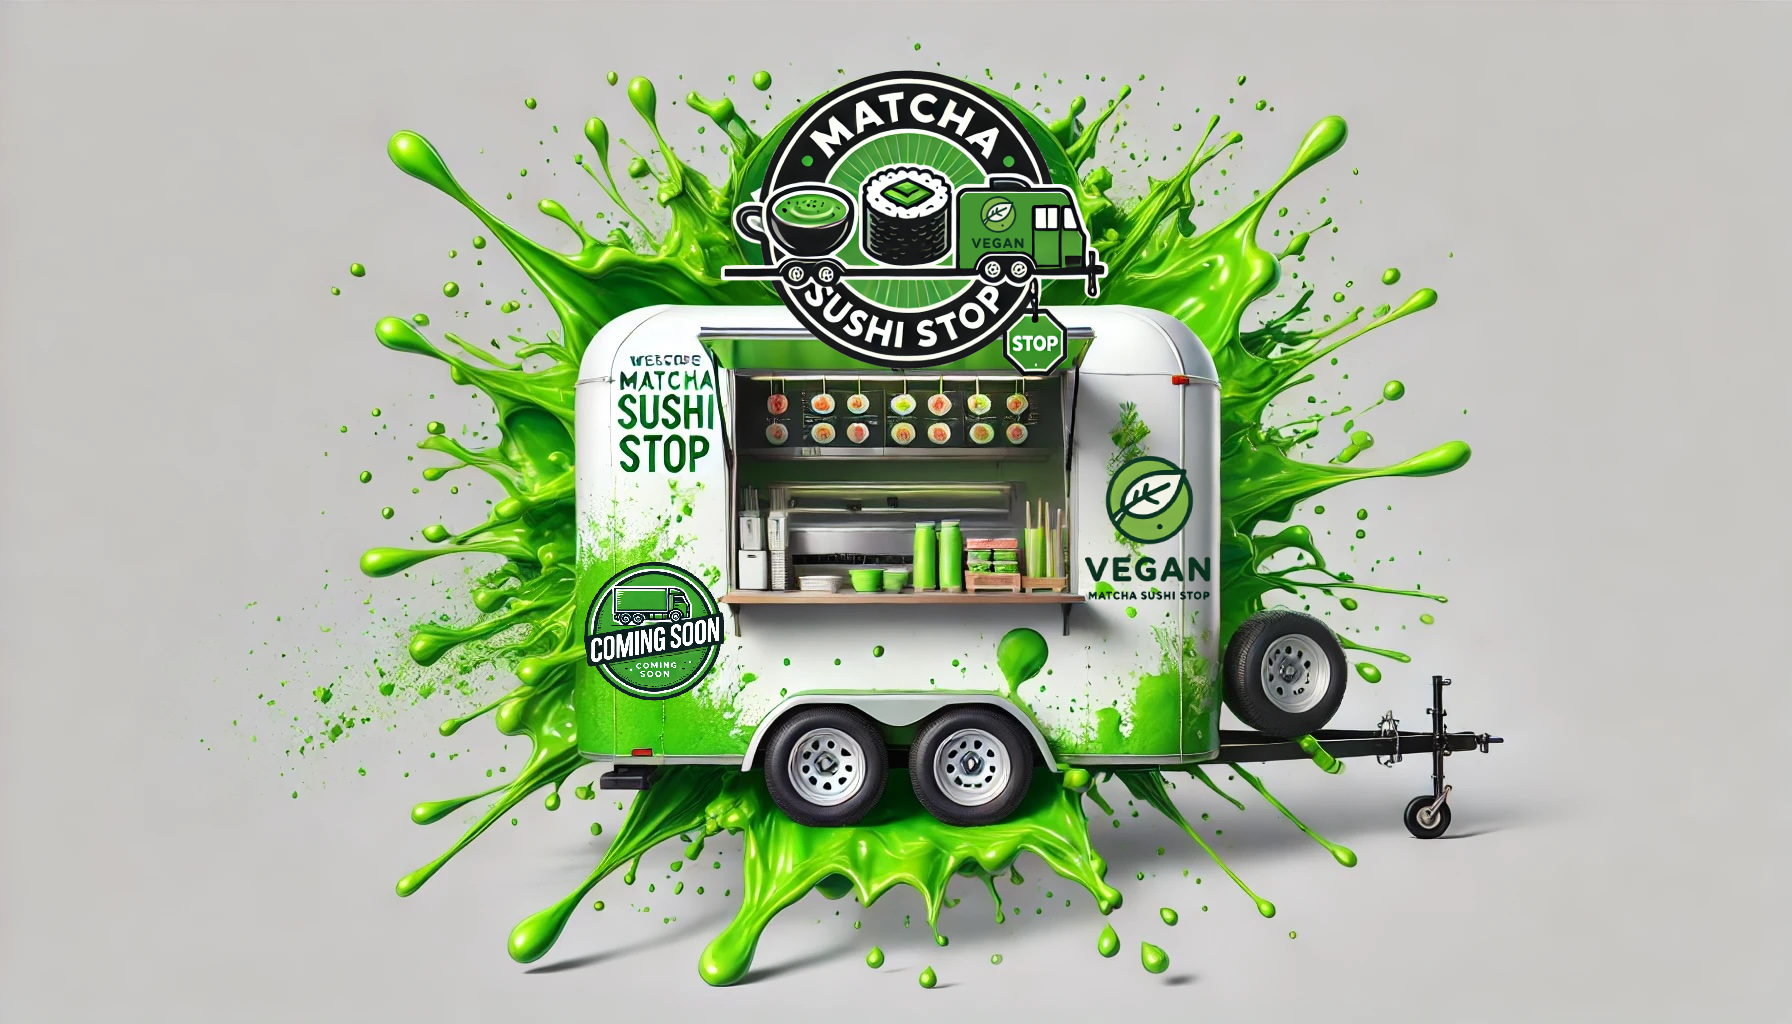 MATCHA
VEGAN
SUSHI STOP
STOP
MATCHA
SUSHI
STOP
VEGAN
MATCHA SUSHI STOP
COMING SOON
COMING
SOON